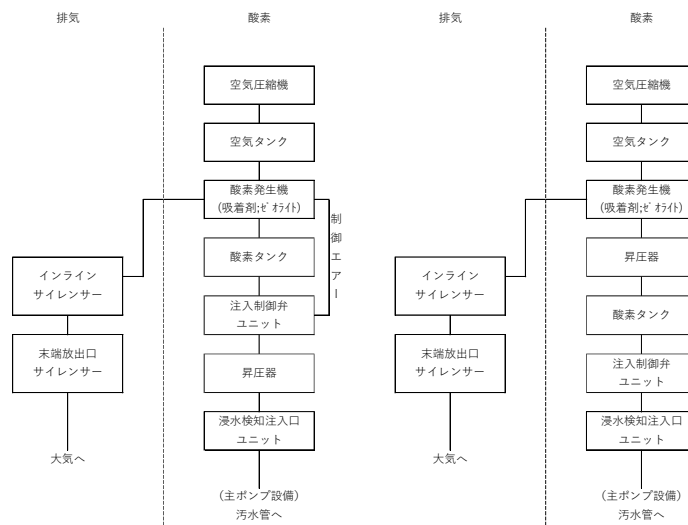 排気
酸素
空気圧縮機
空気タンク
酸素発生機
(吸着剤;ｾﾞｵﾗｲﾄ)
制御エアー
酸素タンク
インライン
サイレンサー
注入制御弁
ユニット
末端放出口
サイレンサー
昇圧器
浸水検知注入口
ユニット
大気へ
(主ポンプ設備)
汚水管へ
排気
酸素
空気圧縮機
空気タンク
酸素発生機
(吸着剤;ｾﾞｵﾗｲﾄ)
昇圧器
インライン
サイレンサー
酸素タンク
末端放出口
サイレンサー
注入制御弁
ユニット
浸水検知注入口
ユニット
大気へ
(主ポンプ設備)
汚水管へ